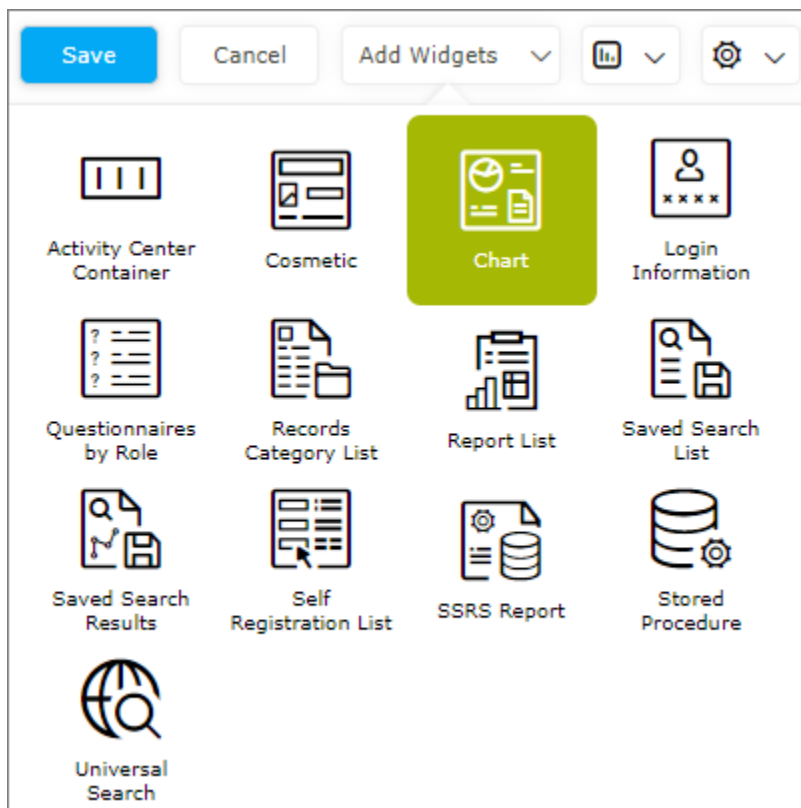 Save Cancel Add Widgets
Activity Center
Container
Cosmetic
Chart
Login
Information
Questionnaires
by Role
Records
Category List
Report List
Saved Search
List
Saved Search
Results
Self
Registration List
SSRS Report
Stored
Procedure
Universal
Search